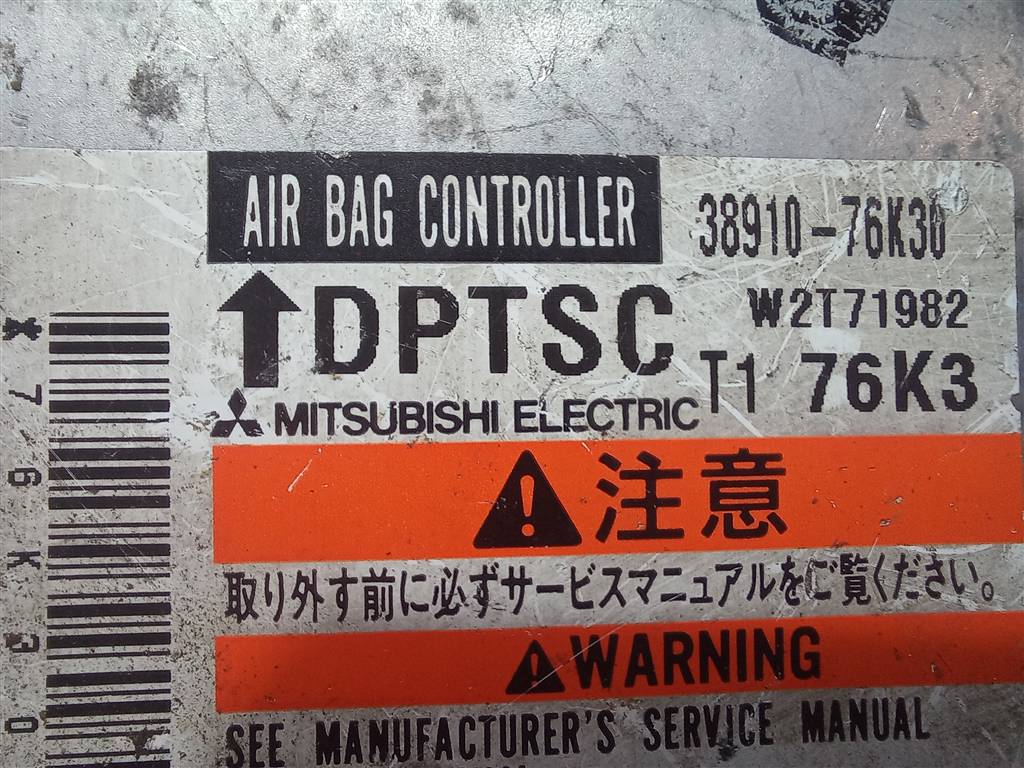 AIR BAG CONTROLLER
38910-76K30
DPTSC
W2T71982
T1 76K3
MITSUBISHI ELECTRIC
注意
取り外す前に必ずサービスマニュアルをご覧ください。
WARNING
SEE MANUFACTURER'S SERVICE MANUAL
*76K30